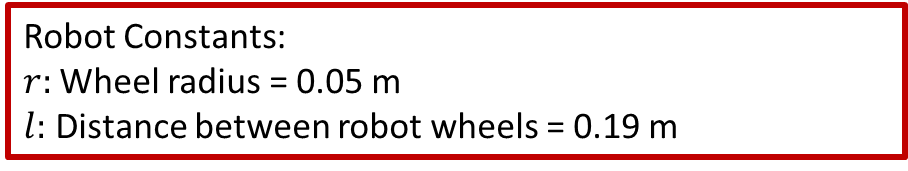 Robot Constants:
r: Wheel radius = 0.05 m
l: Distance between robot wheels = 0.19 m